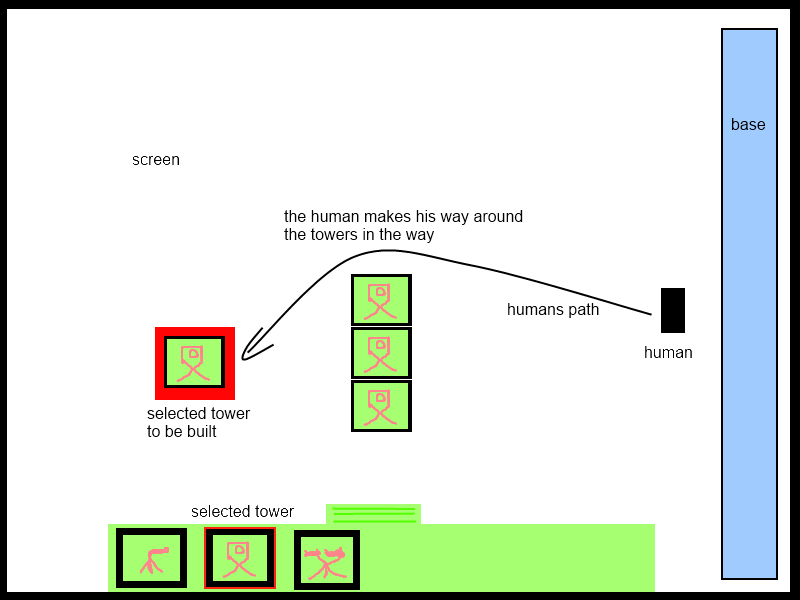 base
screen
the human makes his way around
the towers in the way
humans path
human
selected tower
to be built
selected tower